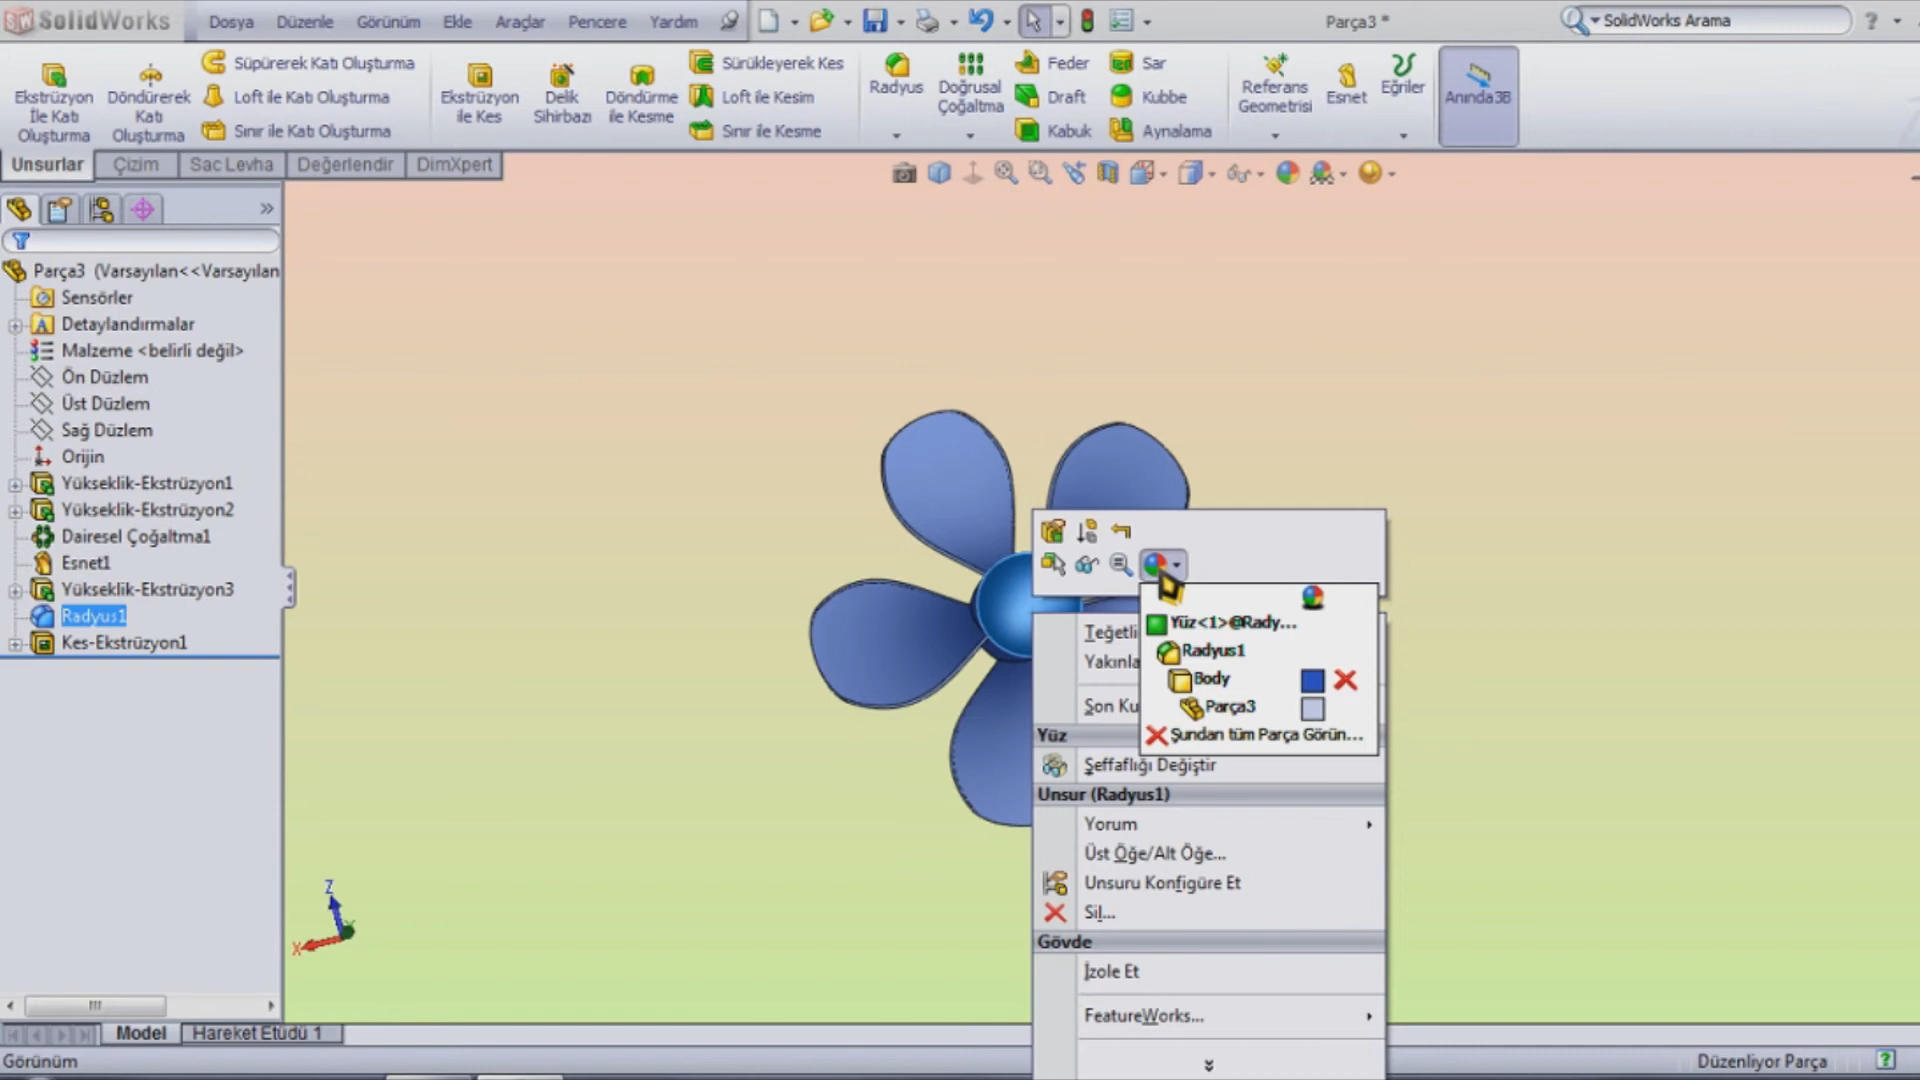 SolidWorks
Dosya Düzenle Görünüm Ekle Araçlar Pencere Yardım
Parça3 *
SolidWorks Arama
Ekstrüzyon İle Katı Oluşturma
Döndürerek Katı Oluşturma
Süpürerek Katı Oluşturma
Loft ile Katı Oluşturma
Sınır ile Katı Oluşturma
Ekstrüzyon ile Kes
Delik Sihirbazı
Döndürme ile Kesme
Sürükleyerek Kes
Loft ile Kesim
Sınır ile Kesme
Radyus
Doğrusal Çoğaltma
Feder
Draft
Kabuk
Sar
Kubbe
Aynalama
Referans Geometrisi
Esnet
Eğriler
Anında3B
Unsurlar Çizim Sac Levha Değerlendir DimXpert
Parça3 (Varsayılan<<Varsayılan
Sensörler
Detaylandırmalar
Malzeme <belirli değil>
Ön Düzlem
Üst Düzlem
Sağ Düzlem
Orijin
Yükseklik-Ekstrüzyon1
Yükseklik-Ekstrüzyon2
Dairesel Çoğaltma1
Esnet1
Yükseklik-Ekstrüzyon3
Radyus1
Kes-Ekstrüzyon1
Yüz<1>@Rady...
Radyus1
Body
Parça3
Şundan tüm Parça Görün...
Teğetli
Yakınla
Son Ku
Yüz
Şeffaflığı Değiştir
Unsur (Radyus1)
Yorum
Üst Öğe/Alt Öğe...
Unsuru Konfigüre Et
Sil...
Gövde
İzole Et
FeatureWorks...
Z
X
Model Hareket Etüdü 1
Görünüm
Düzenliyor Parça